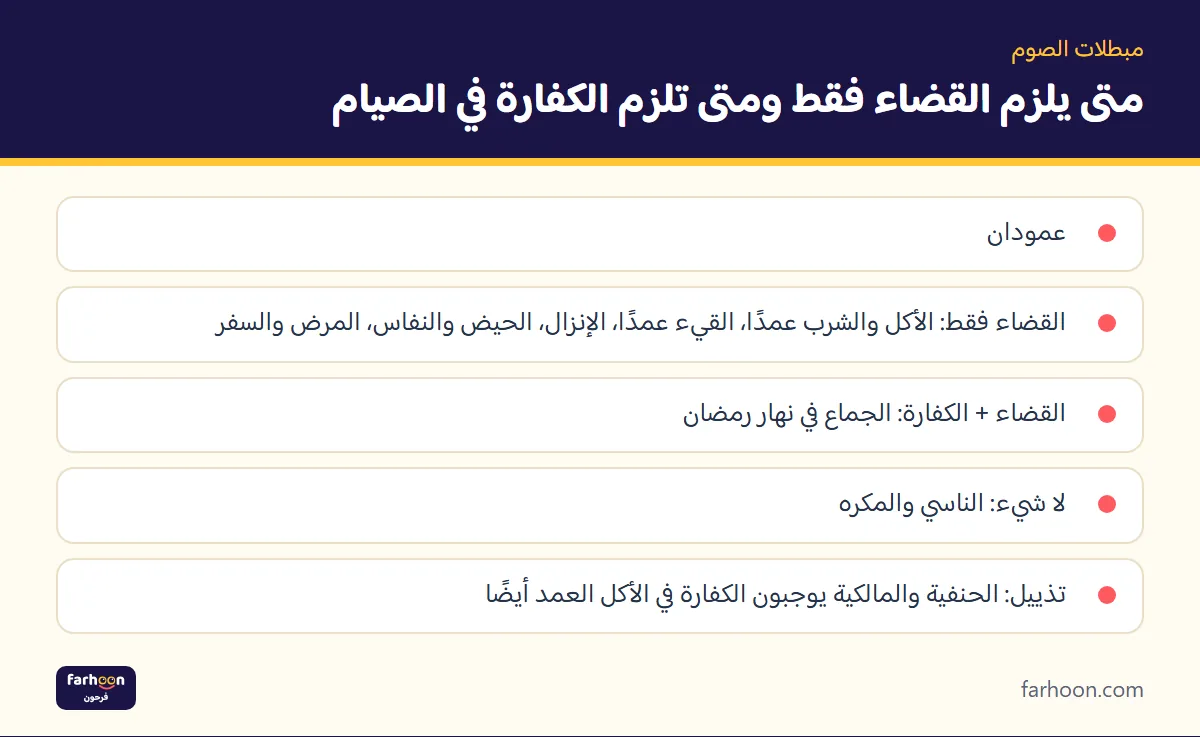 مبطلات الصوم
متى يلزم القضاء فقط ومتى تلزم الكفارة في الصيام
عمودان
القضاء فقط: الأكل والشرب عمدًا، القيء عمدًا، الإنزال، الحيض والنفاس، المرض والسفر
القضاء + الكفارة: الجماع في نهار رمضان
لا شيء: الناسي والمكره
تذييل: الحنفية والمالكية يوجبون الكفارة في الأكل العمد أيضًا
farhoon.com
farhoon
فرحون